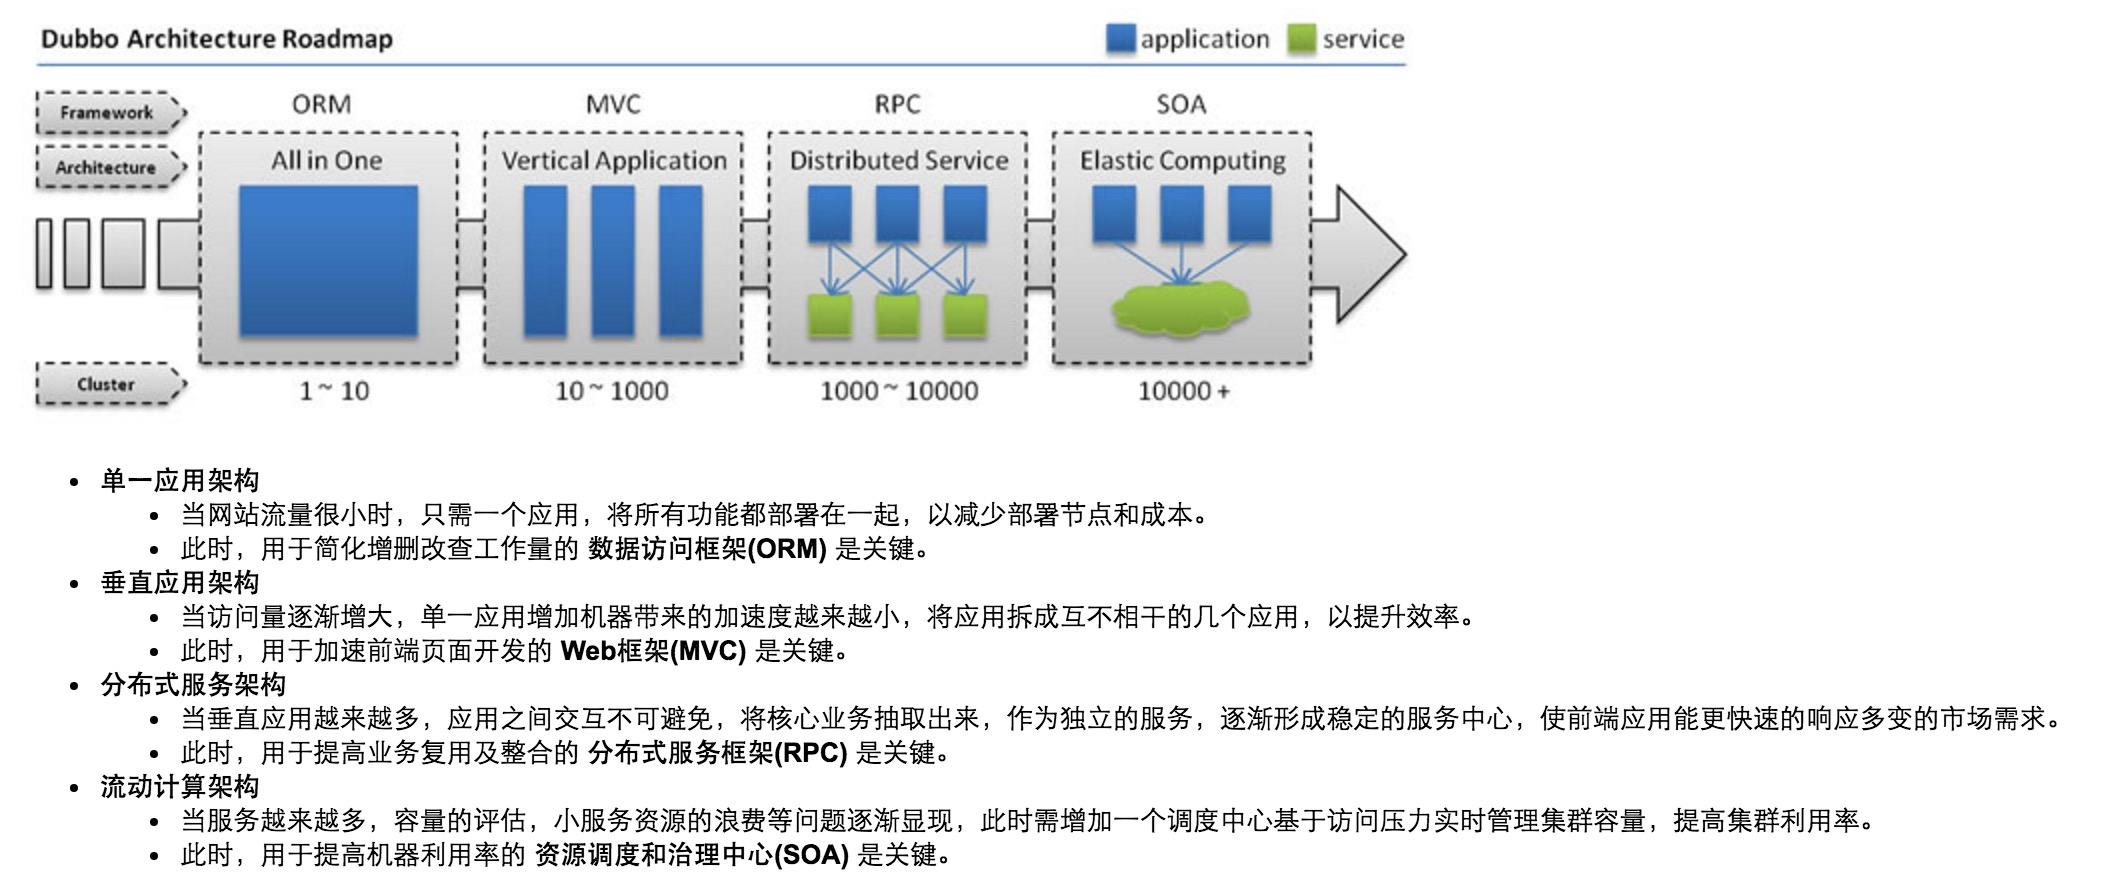 Dubbo Architecture Roadmap
application service
Framework ORM MVC RPC SOA
Architecture All in One Vertical Application Distributed Service Elastic Computing
Cluster 1 ~ 10 10 ~ 1000 1000 ~ 10000 10000 +
• 单一应用架构
• 当网站流量很小时，只需一个应用，将所有功能都部署在一起，以减少部署节点和成本。
• 此时，用于简化增删改查工作量的 数据访问框架(ORM) 是关键。
• 垂直应用架构
• 当访问量逐渐增大，单一应用增加机器带来的加速度越来越小，将应用拆成互不相干的几个应用，以提升效率。
• 此时，用于加速前端页面开发的 Web框架(MVC) 是关键。
• 分布式服务架构
• 当垂直应用越来越多，应用之间交互不可避免，将核心业务抽取出来，作为独立的服务，逐渐形成稳定的服务中心，使前端应用能更快速的响应多变的市场需求。
• 此时，用于提高业务复用及整合的 分布式服务框架(RPC) 是关键。
• 流动计算架构
• 当服务越来越多，容量的评估，小服务资源的浪费等问题逐渐显现，此时需增加一个调度中心基于访问压力实时管理集群容量，提高集群利用率。
• 此时，用于提高机器利用率的 资源调度和治理中心(SOA) 是关键。